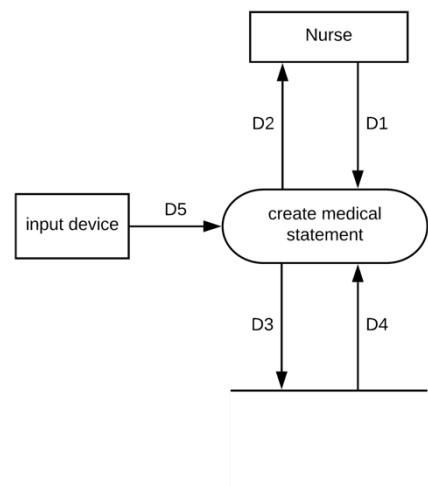 Nurse
D2
D1
D5
input device
create medical
statement
D3
D4